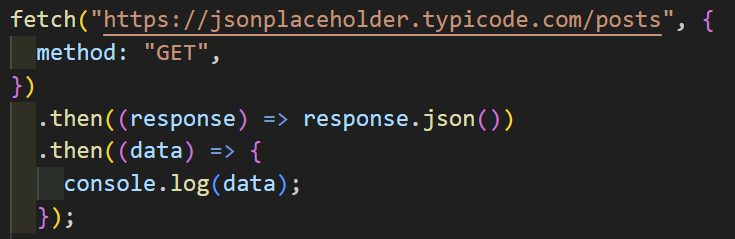 fetch("https://jsonplaceholder.typicode.com/posts", {
  method: "GET",
})
  .then((response) => response.json())
  .then((data) => {
    console.log(data);
  });